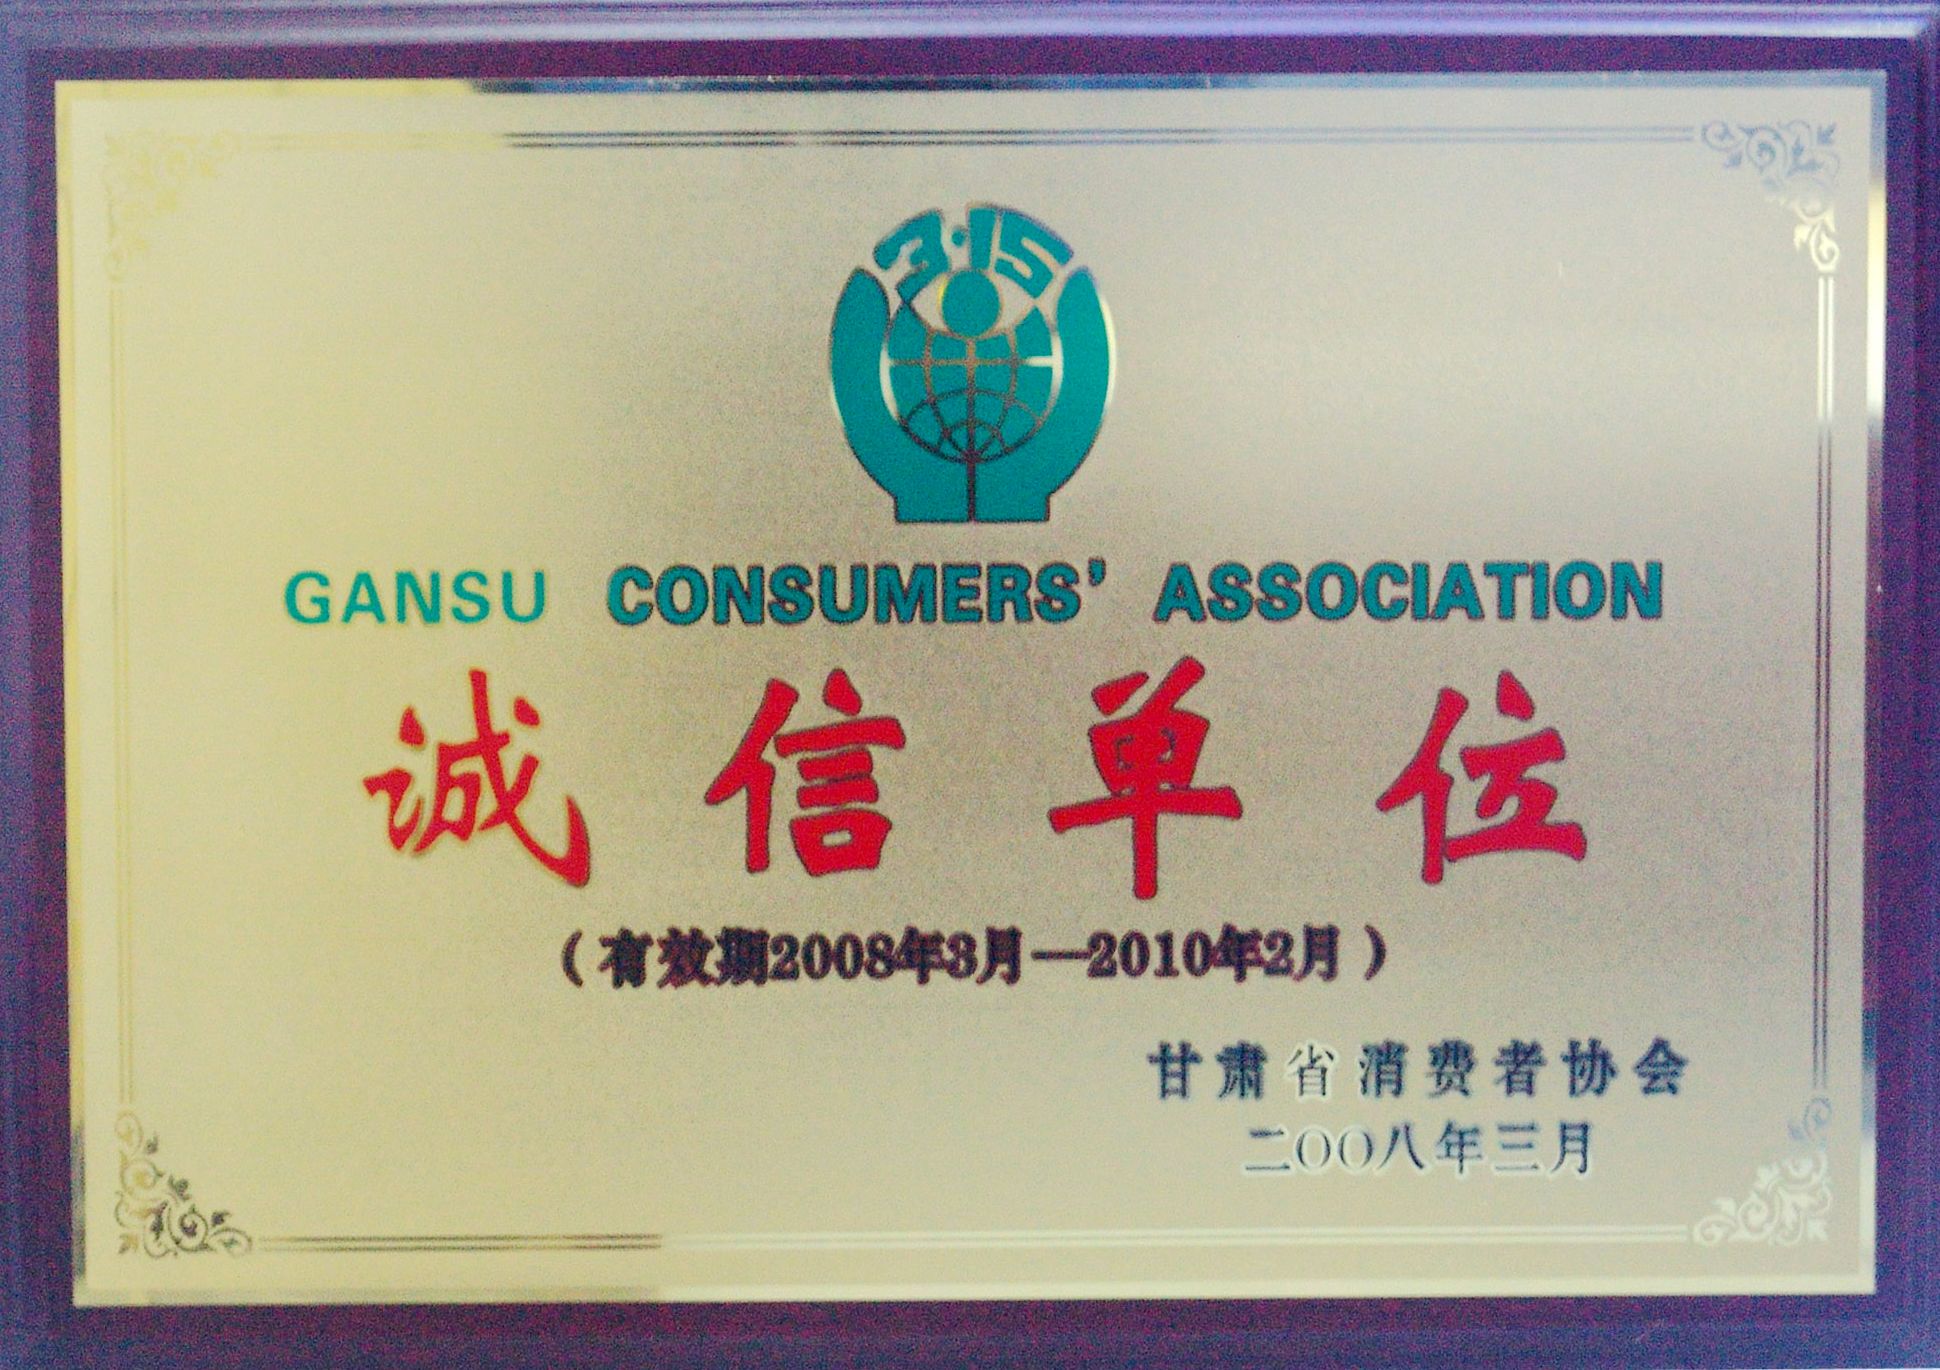 3·15
GANSU CONSUMERS' ASSOCIATION
诚信单位
（有效期2008年3月—2010年2月）
甘肃省消费者协会
二〇〇八年三月